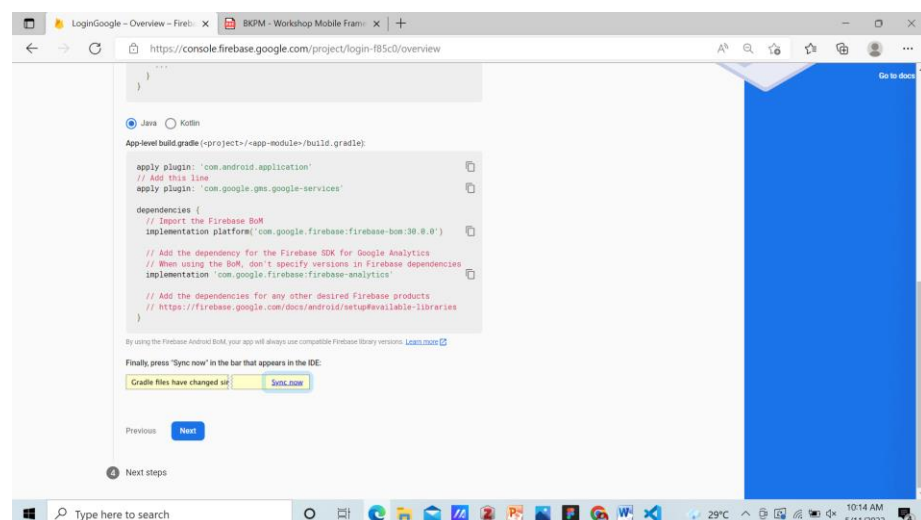 LoginGoogle – Overview – Fireb
BKPM - Workshop Mobile Frame
https://console.firebase.google.com/project/login-f85c0/overview
Go to docs
...
}
}
Java
Kotlin
App-level build.gradle (<project>/<app-module>/build.gradle):
apply plugin: 'com.android.application'
// Add this line
apply plugin: 'com.google.gms.google-services'
dependencies {
// Import the Firebase BoM
implementation platform('com.google.firebase:firebase-bom:30.0.0')
// Add the dependency for the Firebase SDK for Google Analytics
// When using the BoM, don't specify versions in Firebase dependencies
implementation 'com.google.firebase:firebase-analytics'
// Add the dependencies for any other desired Firebase products
// https://firebase.google.com/docs/android/setup#available-libraries
}
By using the Firebase Android BoM, your app will always use compatible Firebase library versions. Learn more
Finally, press "Sync now" in the bar that appears in the IDE:
Gradle files have changed sin
Sync now
Previous
Next
4 Next steps
Type here to search
29°C
10:14 AM